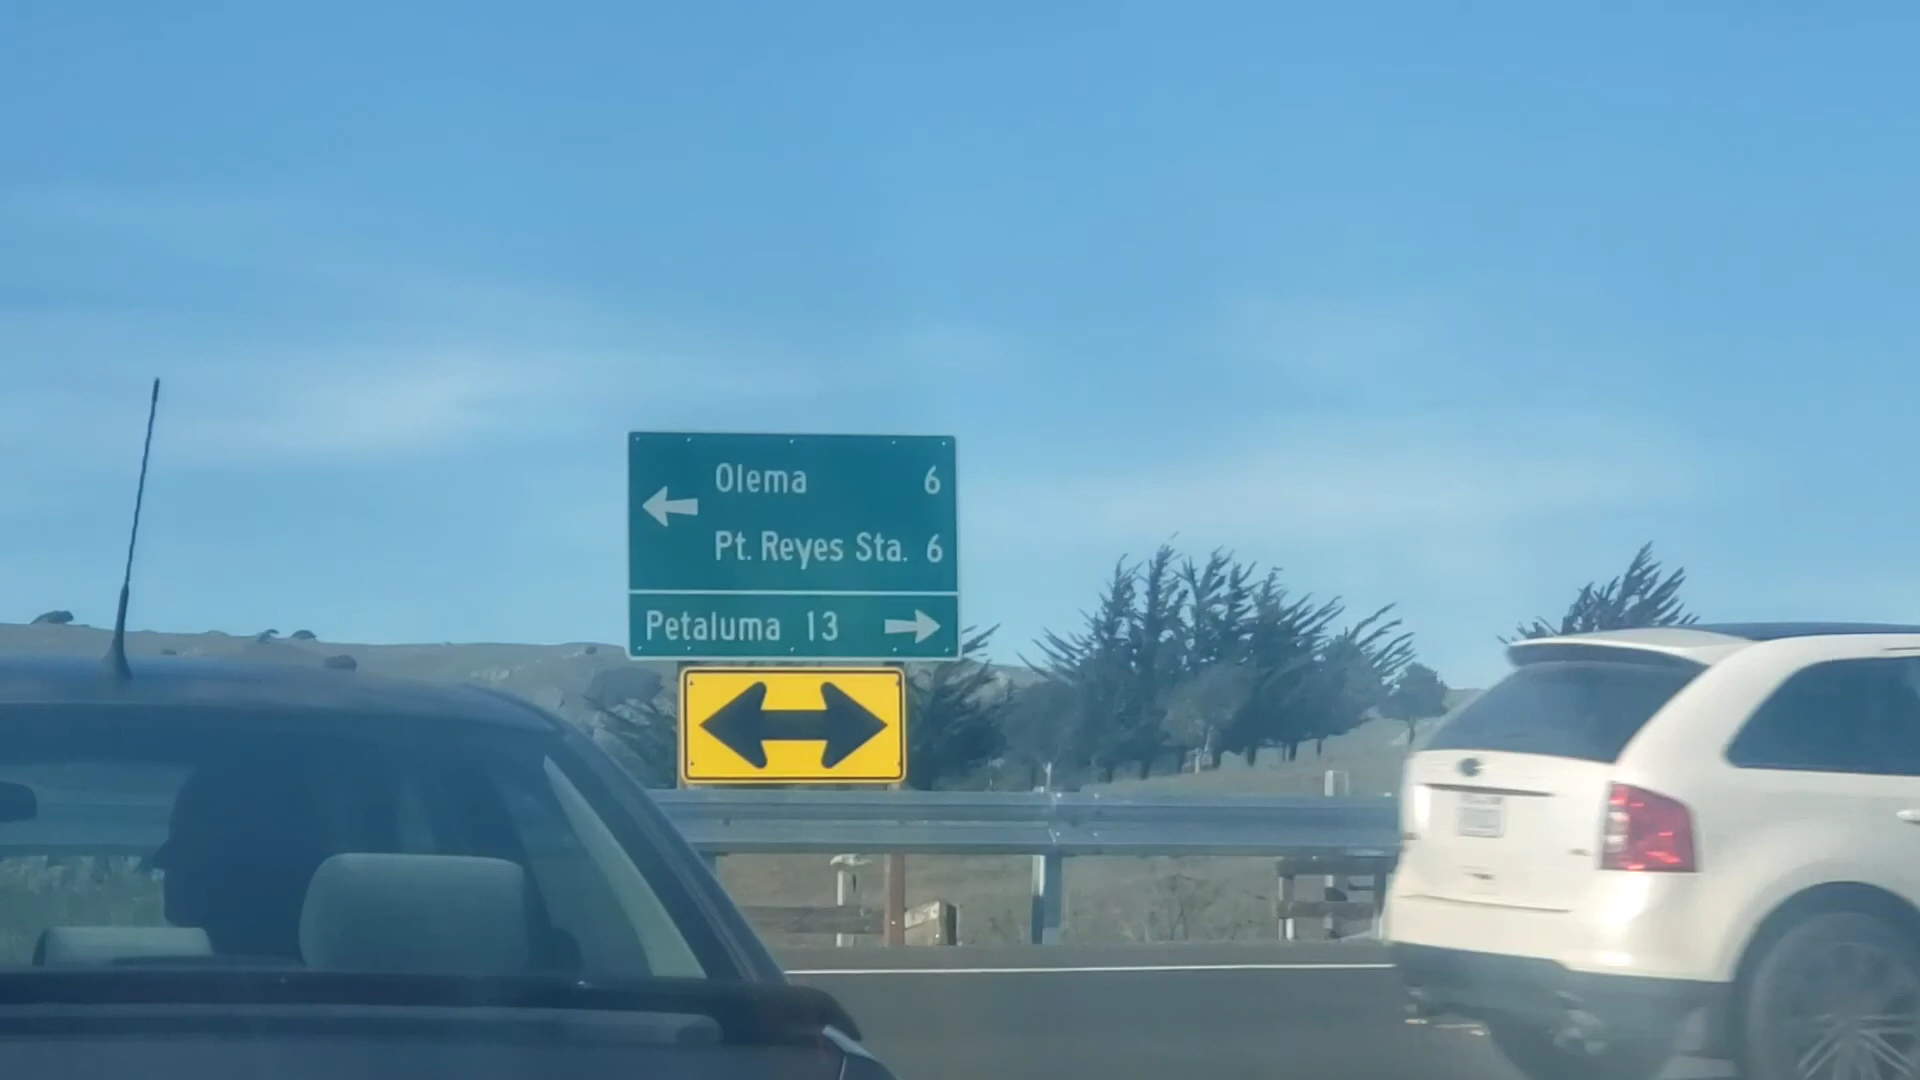 Olema 6
Pt. Reyes Sta. 6
Petaluma 13